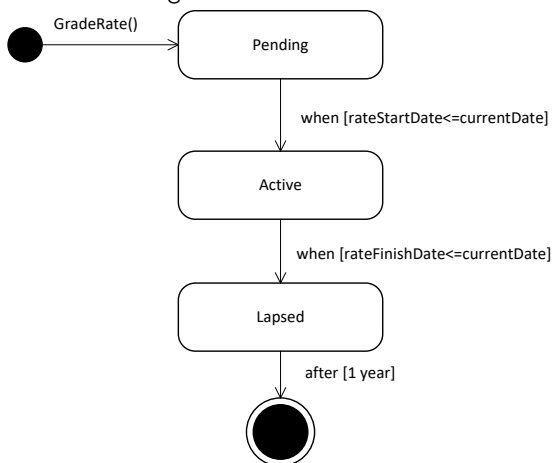 GradeRate()
Pending
when [rateStartDate<=currentDate]
Active
when [rateFinishDate<=currentDate]
Lapsed
after [1 year]